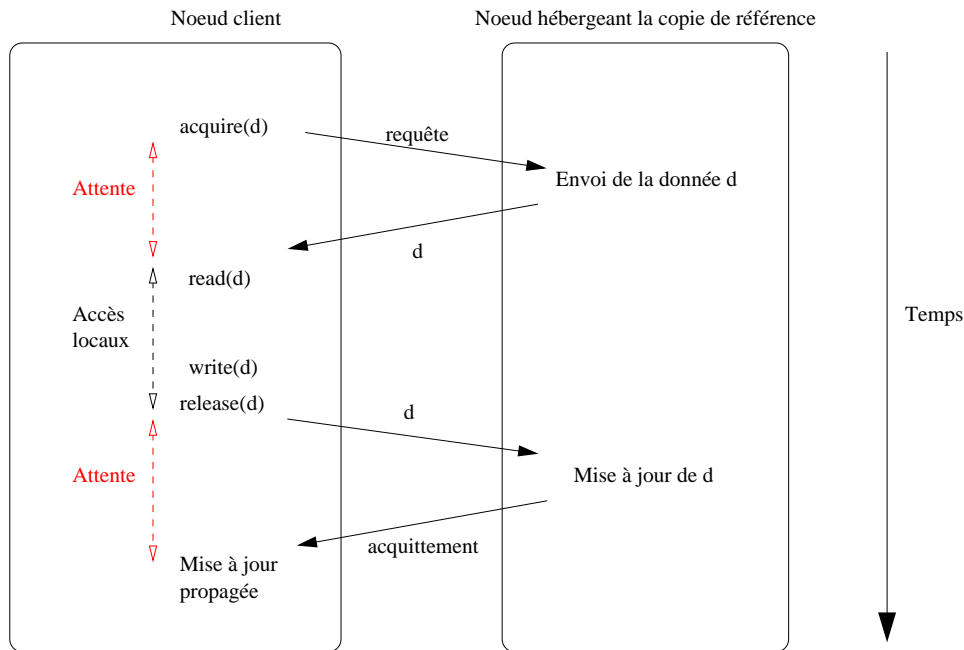 Noeud client
Noeud hébergeant la copie de référence
acquire(d)
requête
Attente
Envoi de la donnée d
d
read(d)
Accès
locaux
Temps
write(d)
release(d)
d
Attente
Mise à jour de d
acquittement
Mise à jour
propagée